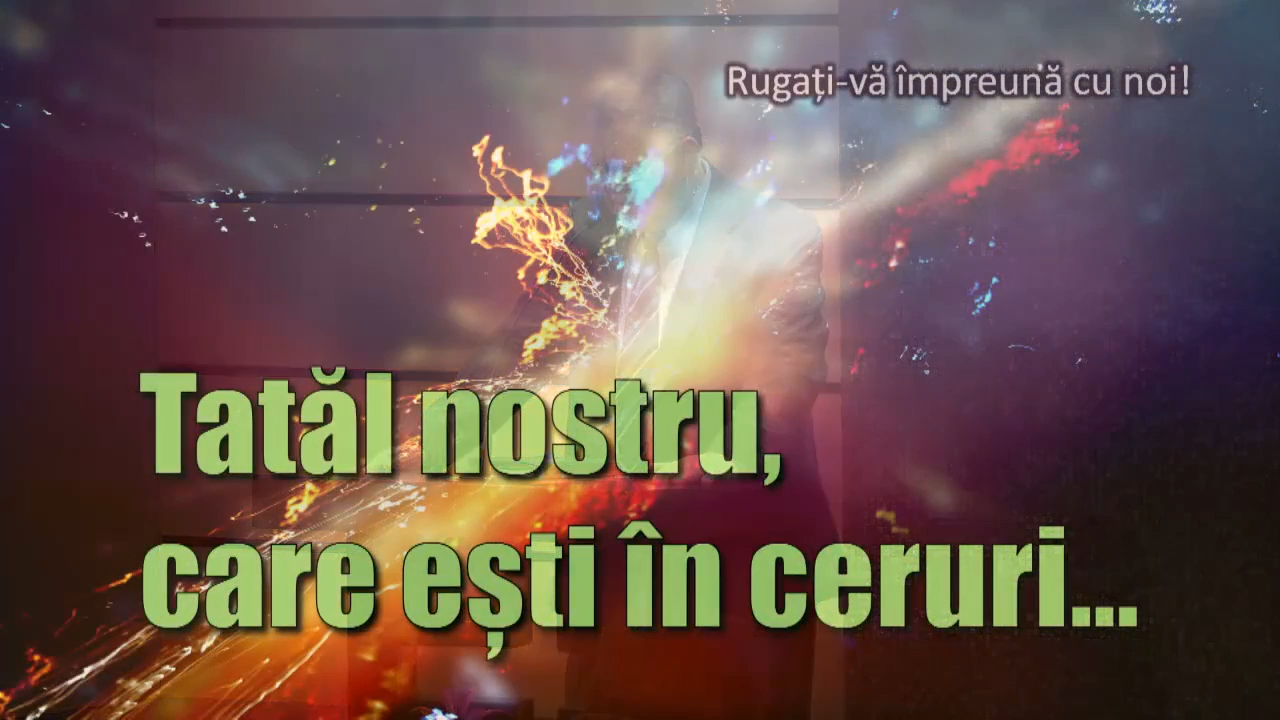 Rugați-vă împreună cu noi!
Tatăl nostru,
care ești în ceruri...